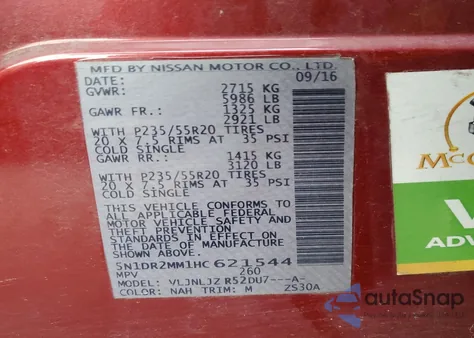 MFD BY NISSAN MOTOR CO., LTD.
DATE: 09/16
GVWR: 2715 KG
5986 LB
GAWR FR.: 1325 KG
2921 LB
WITH P235/55R20 TIRES
20 X 7.5 RIMS AT 35 PSI
COLD SINGLE
GAWR RR.: 1415 KG
3120 LB
WITH P235/55R20 TIRES
20 X 7.5 RIMS AT 35 PSI
COLD SINGLE
THIS VEHICLE CONFORMS TO
ALL APPLICABLE FEDERAL
MOTOR VEHICLE SAFETY AND
THEFT PREVENTION
STANDARDS IN EFFECT ON
THE DATE OF MANUFACTURE
SHOWN ABOVE.
5N1DR2MM1HC 621544
MPV 260
MODEL: VLJNLJZ R52DU7---A-
COLOR: NAH TRIM: M ZS30A
ADV
autoSnap